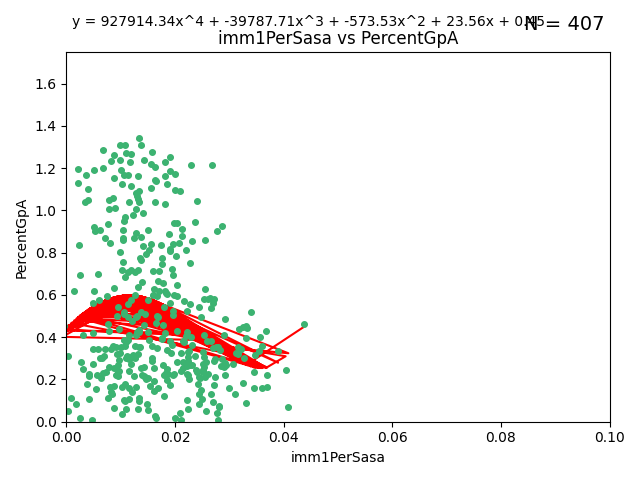 y = 927914.34x^4 + -39787.71x^3 + -573.53x^2 + 23.56x + 0.45
N = 407
imm1PerSasa vs PercentGpA
1.6
1.4
1.2
1.0
0.8
0.6
0.4
0.2
0.0
PercentGpA
0.00 0.02 0.04 0.06 0.08 0.10
imm1PerSasa